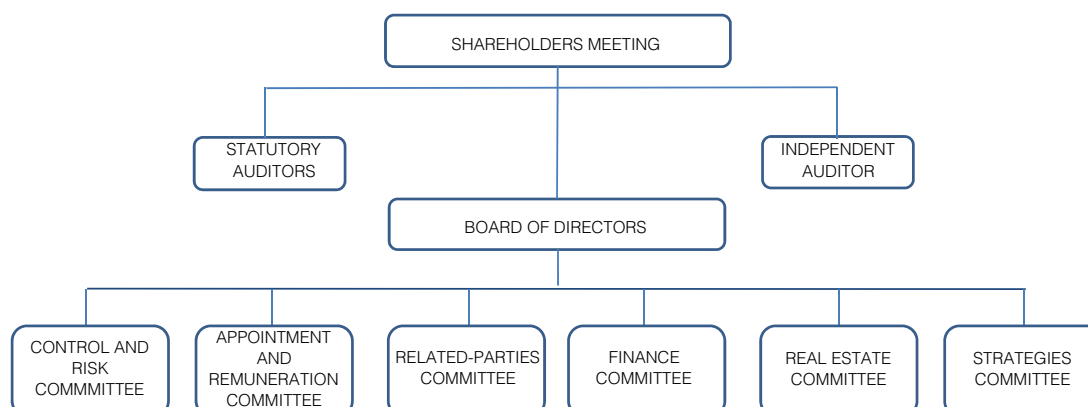 SHAREHOLDERS MEETING
STATUTORY
AUDITORS
INDEPENDENT
AUDITOR
BOARD OF DIRECTORS
CONTROL AND
RISK
COMMMITTEE
APPOINTMENT
AND
REMUNERATION
COMMITTEE
RELATED-PARTIES
COMMITTEE
FINANCE
COMMITTEE
REAL ESTATE
COMMITTEE
STRATEGIES
COMMITTEE